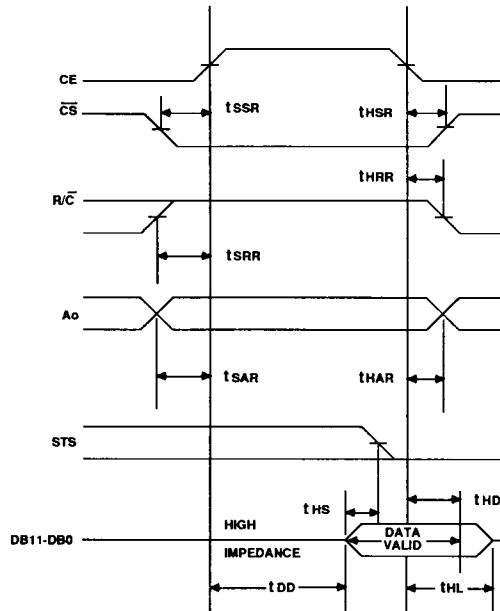 CE
C̅S̅
tSSR
tHSR
tHRR
R/C̅
tSRR
Ao
tSAR
tHAR
STS
tHS
tHD
DB11-DB0
HIGH
IMPEDANCE
DATA
VALID
tDD
tHL